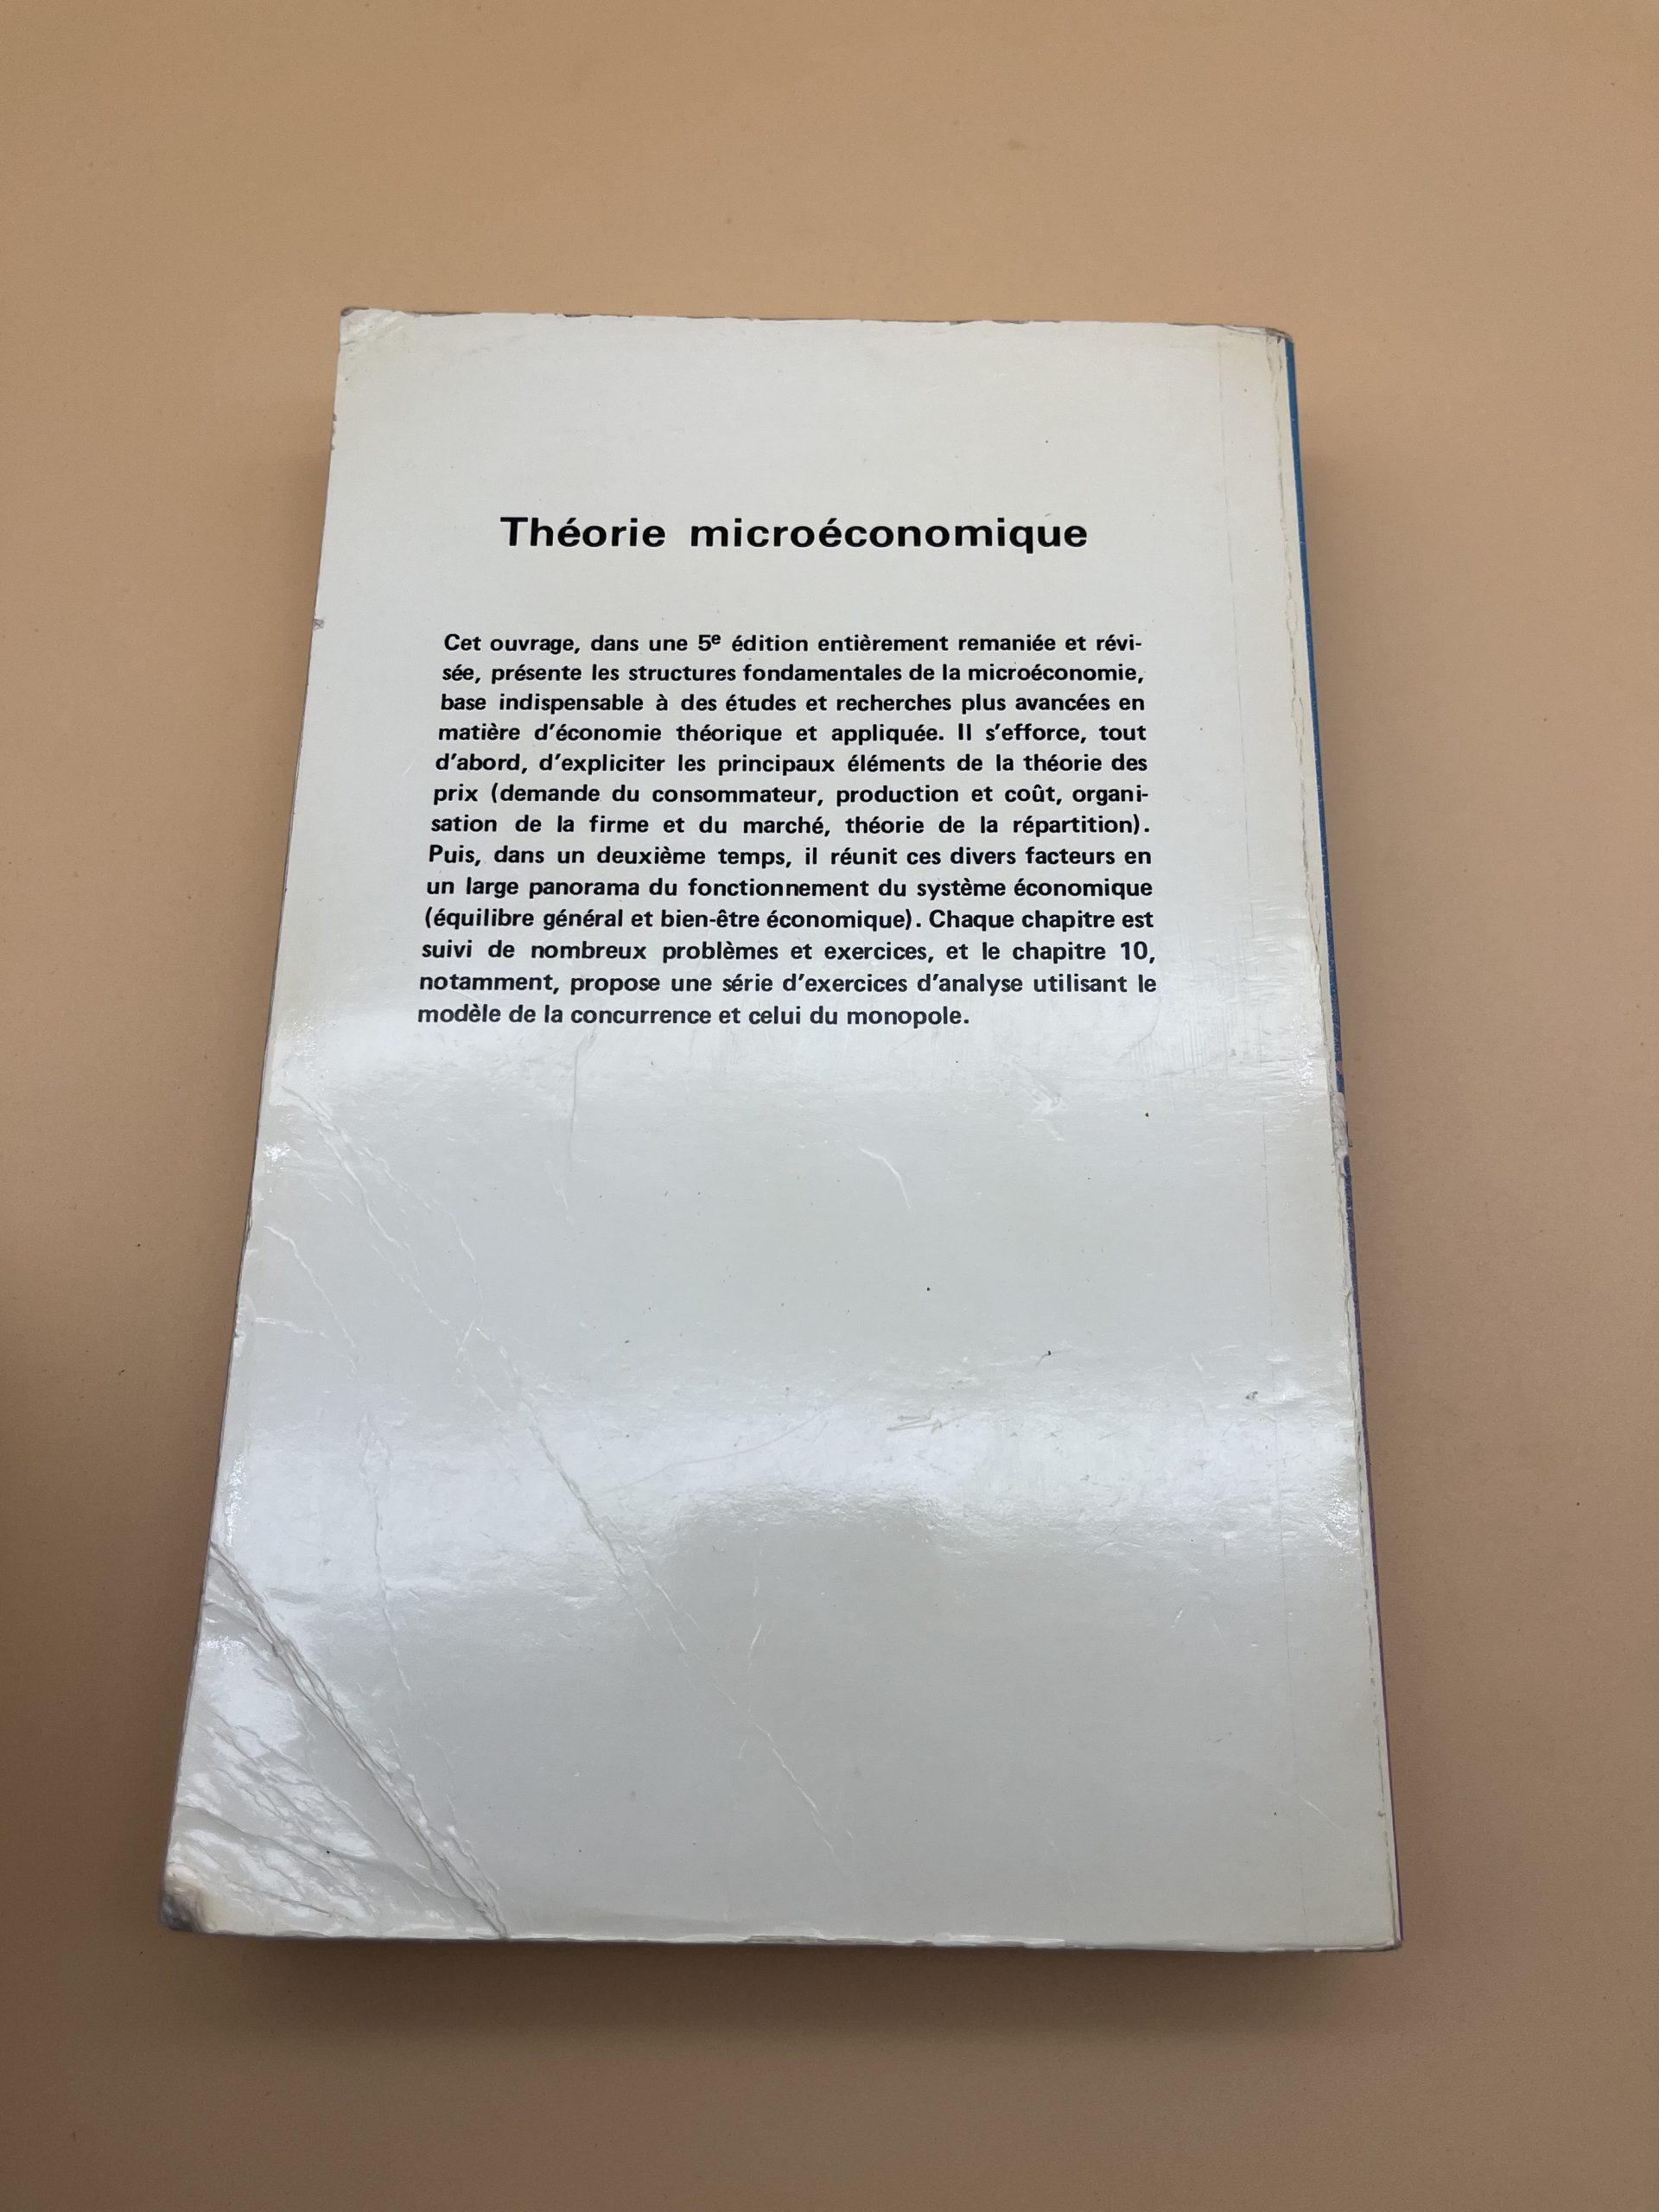 Théorie microéconomique
Cet ouvrage, dans une 5e édition entièrement remaniée et révi-
sée, présente les structures fondamentales de la microéconomie,
base indispensable à des études et recherches plus avancées en
matière d'économie théorique et appliquée. Il s'efforce, tout
d'abord, d'expliciter les principaux éléments de la théorie des
prix (demande du consommateur, production et coût, organi-
sation de la firme et du marché, théorie de la répartition).
Puis, dans un deuxième temps, il réunit ces divers facteurs en
un large panorama du fonctionnement du système économique
(équilibre général et bien-être économique). Chaque chapitre est
suivi de nombreux problèmes et exercices, et le chapitre 10,
notamment, propose une série d'exercices d'analyse utilisant le
modèle de la concurrence et celui du monopole.